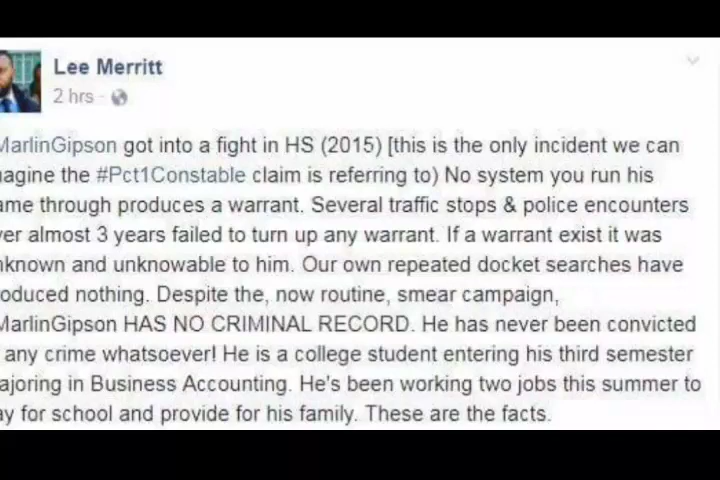 Lee Merritt
2 hrs
MarlinGipson got into a fight in HS (2015) [this is the only incident we can
agine the #Pct1Constable claim is referring to) No system you run his
ame through produces a warrant. Several traffic stops & police encounters
er almost 3 years failed to turn up any warrant. If a warrant exist it was
nknown and unknowable to him. Our own repeated docket searches have
oduced nothing. Despite the, now routine, smear campaign,
MarlinGipson HAS NO CRIMINAL RECORD. He has never been convicted
any crime whatsoever! He is a college student entering his third semester
ajoring in Business Accounting. He's been working two jobs this summer to
ay for school and provide for his family. These are the facts.